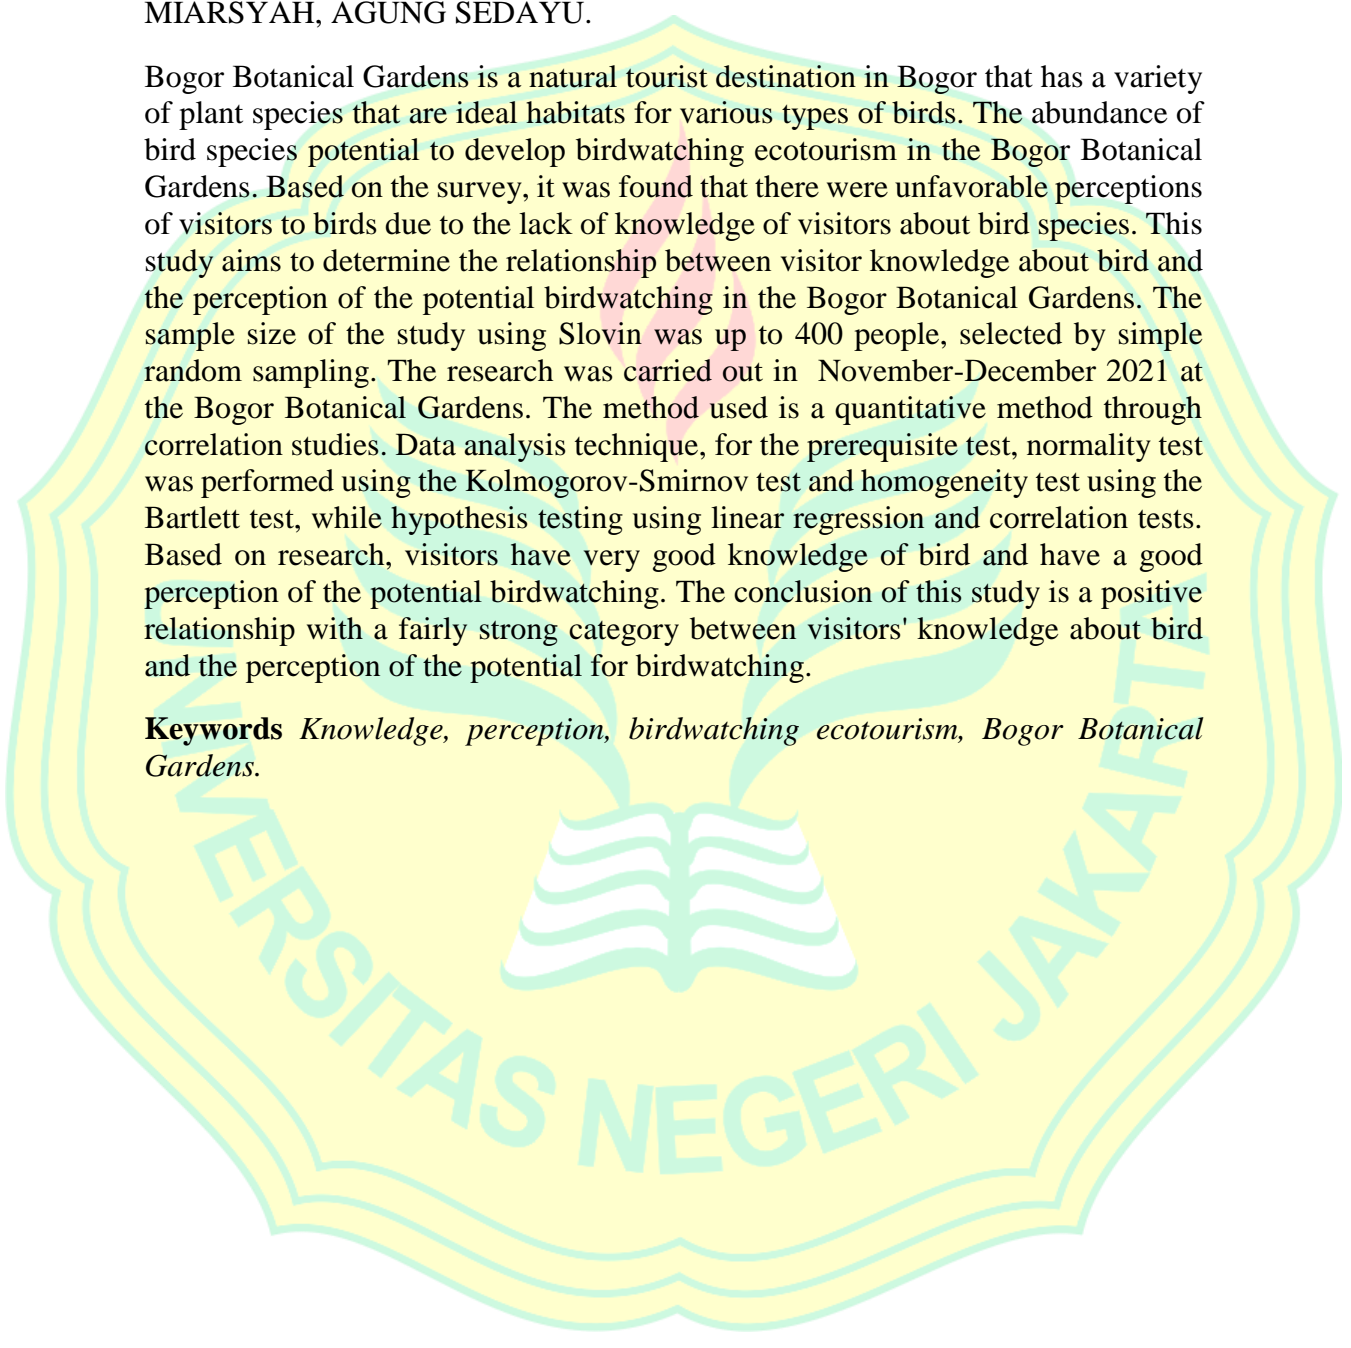 MIARSYAH, AGUNG SEDAYU.
Bogor Botanical Gardens is a natural tourist destination in Bogor that has a variety
of plant species that are ideal habitats for various types of birds. The abundance of
bird species potential to develop birdwatching ecotourism in the Bogor Botanical
Gardens. Based on the survey, it was found that there were unfavorable perceptions
of visitors to birds due to the lack of knowledge of visitors about bird species. This
study aims to determine the relationship between visitor knowledge about bird and
the perception of the potential birdwatching in the Bogor Botanical Gardens. The
sample size of the study using Slovin was up to 400 people, selected by simple
random sampling. The research was carried out in  November-December 2021 at
the Bogor Botanical Gardens. The method used is a quantitative method through
correlation studies. Data analysis technique, for the prerequisite test, normality test
was performed using the Kolmogorov-Smirnov test and homogeneity test using the
Bartlett test, while hypothesis testing using linear regression and correlation tests.
Based on research, visitors have very good knowledge of bird and have a good
perception of the potential birdwatching. The conclusion of this study is a positive
relationship with a fairly strong category between visitors' knowledge about bird
and the perception of the potential for birdwatching.
Keywords Knowledge, perception, birdwatching ecotourism, Bogor Botanical
Gardens.
UNIVERSITAS NEGERI JAKARTA